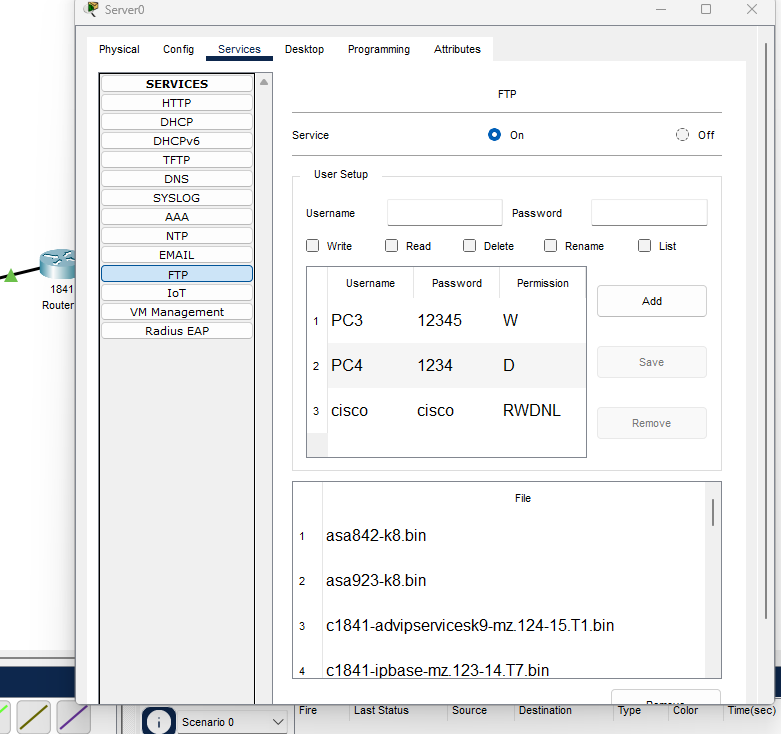 Server0
Physical Config Services Desktop Programming Attributes
SERVICES
HTTP
DHCP
DHCPv6
TFTP
DNS
SYSLOG
AAA
NTP
EMAIL
FTP
IoT
VM Management
Radius EAP
1841
Router
FTP
Service On Off
User Setup
Username Password
Write Read Delete Rename List
Username Password Permission
1 PC3 12345 W
2 PC4 1234 D
3 cisco cisco RWDNL
Add
Save
Remove
File
1 asa842-k8.bin
2 asa923-k8.bin
3 c1841-advipservicesk9-mz.124-15.T1.bin
4 c1841-ipbase-mz.123-14.T7.bin
Remove
Scenario 0
Fire Last Status Source Destination Type Color Time(sec)